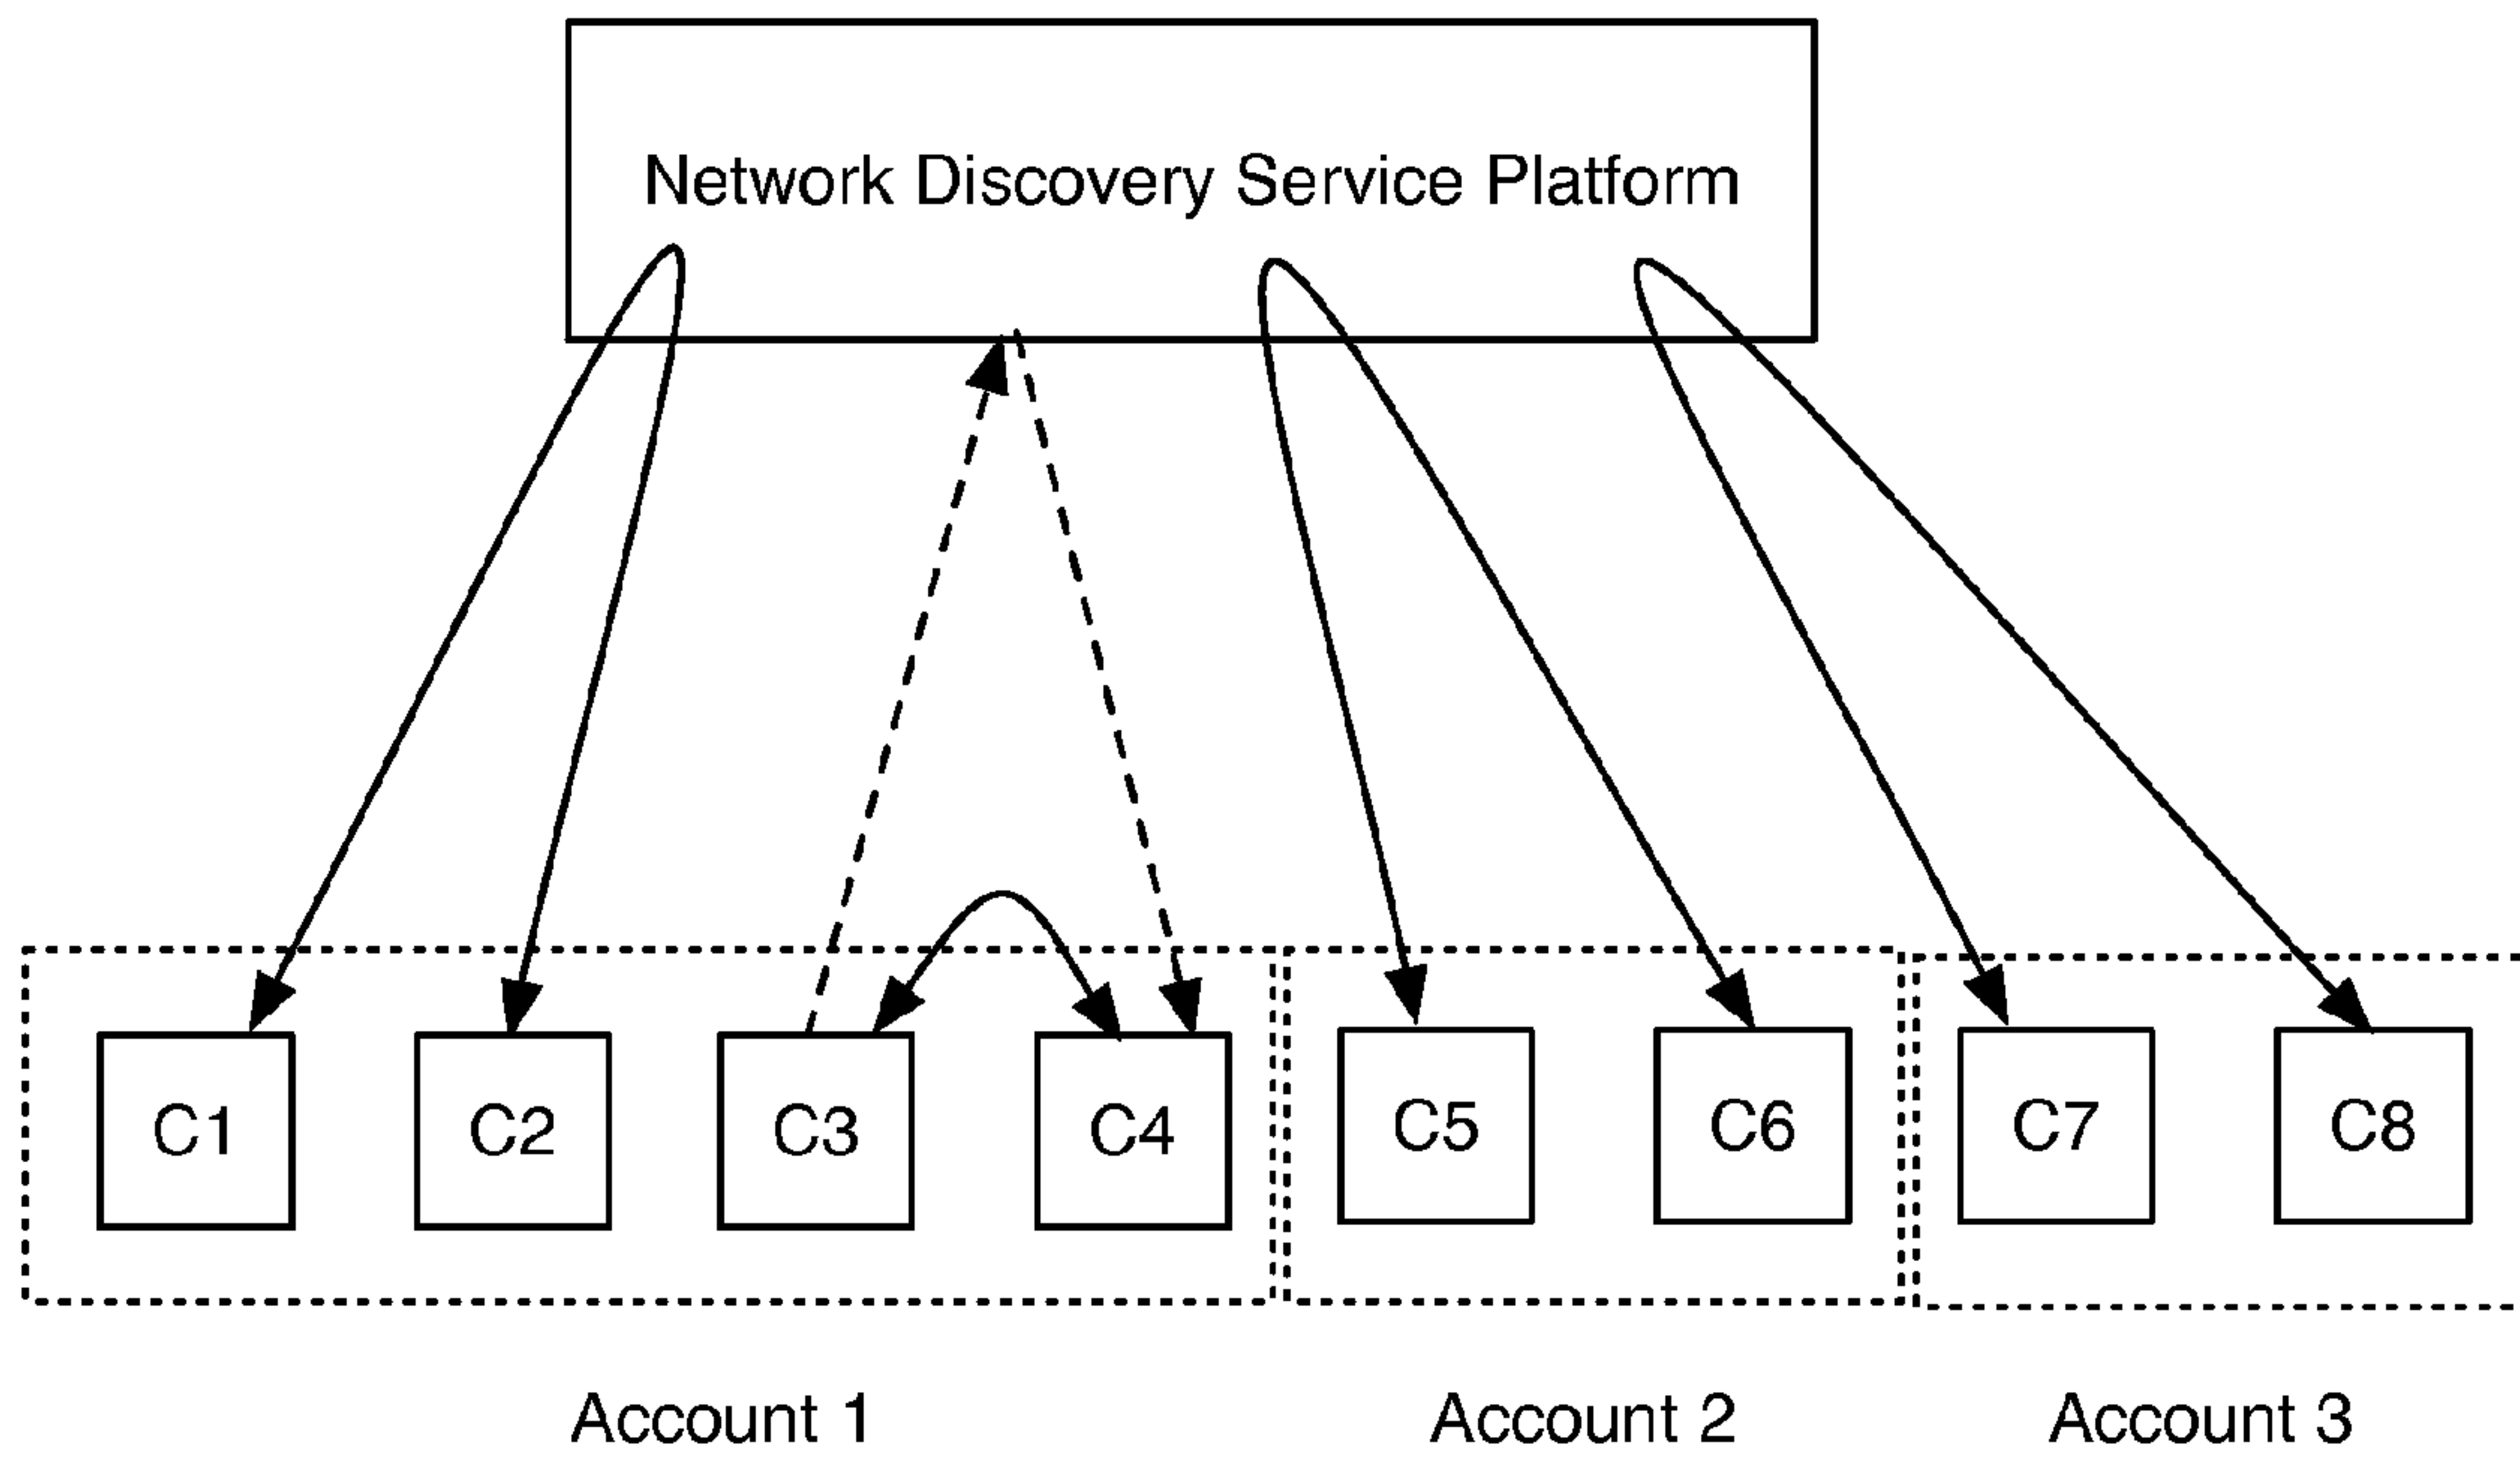 Network Discovery Service Platform
C1
C2
C3
C4
C5
C6
C7
C8
Account 1
Account 2
Account 3